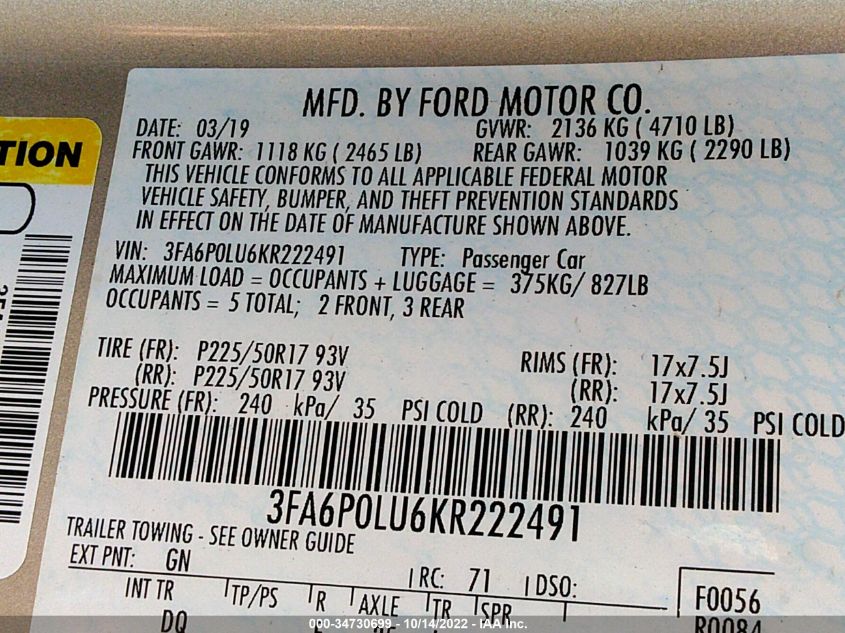 TION
MFD. BY FORD MOTOR CO.
DATE: 03/19 GVWR: 2136 KG ( 4710 LB)
FRONT GAWR: 1118 KG ( 2465 LB) REAR GAWR: 1039 KG ( 2290 LB)
THIS VEHICLE CONFORMS TO ALL APPLICABLE FEDERAL MOTOR
VEHICLE SAFETY, BUMPER, AND THEFT PREVENTION STANDARDS
IN EFFECT ON THE DATE OF MANUFACTURE SHOWN ABOVE.
VIN: 3FA6P0LU6KR222491 TYPE: Passenger Car
MAXIMUM LOAD = OCCUPANTS + LUGGAGE = 375KG/ 827LB
OCCUPANTS = 5 TOTAL; 2 FRONT, 3 REAR
TIRE (FR): P225/50R17 93V RIMS (FR): 17x7.5J
(RR): P225/50R17 93V (RR): 17x7.5J
PRESSURE (FR): 240 kPa/ 35 PSI COLD (RR): 240 kPa/ 35 PSI COLD
3FA6P0LU6KR222491
TRAILER TOWING - SEE OWNER GUIDE
EXT PNT: GN RC: 71 DSO:
INT TR TP/PS R AXLE TR SPR F0056
DQ R0084
000-34730699 - 10/14/2022 - IAA Inc.